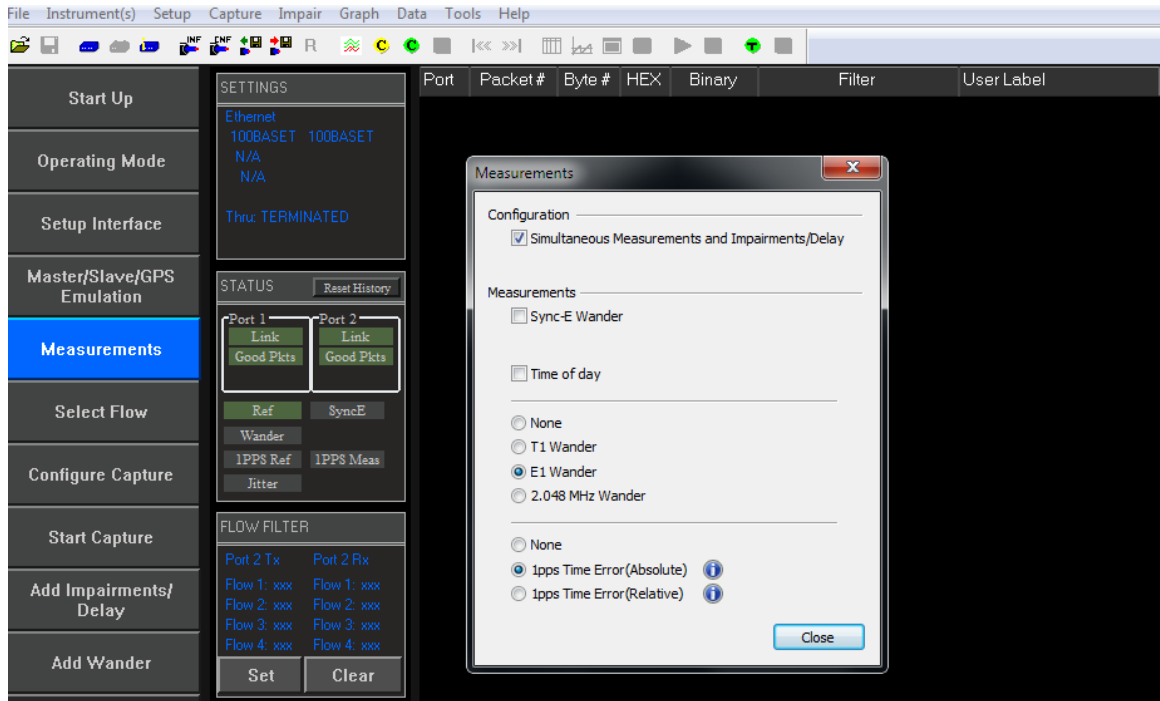 File Instrument(s) Setup Capture Impair Graph Data Tools Help
INF INF R C C T
Start Up
Operating Mode
Setup Interface
Master/Slave/GPS
Emulation
Measurements
Select Flow
Configure Capture
Start Capture
Add Impairments/
Delay
Add Wander
SETTINGS
Ethernet
100BASET 100BASET
N/A
N/A
Thru: TERMINATED
STATUS Reset History
Port 1 Port 2
Link Link
Good Pkts Good Pkts
Ref SyncE
Wander
1PPS Ref 1PPS Meas
Jitter
FLOW FILTER
Port 2 Tx Port 2 Rx
Flow 1: xxx Flow 1: xxx
Flow 2: xxx Flow 2: xxx
Flow 3: xxx Flow 3: xxx
Flow 4: xxx Flow 4: xxx
Set Clear
Port Packet # Byte # HEX Binary Filter User Label
Measurements
Configuration
Simultaneous Measurements and Impairments/Delay
Measurements
Sync-E Wander
Time of day
None
T1 Wander
E1 Wander
2.048 MHz Wander
None
1pps Time Error(Absolute)
1pps Time Error(Relative)
Close